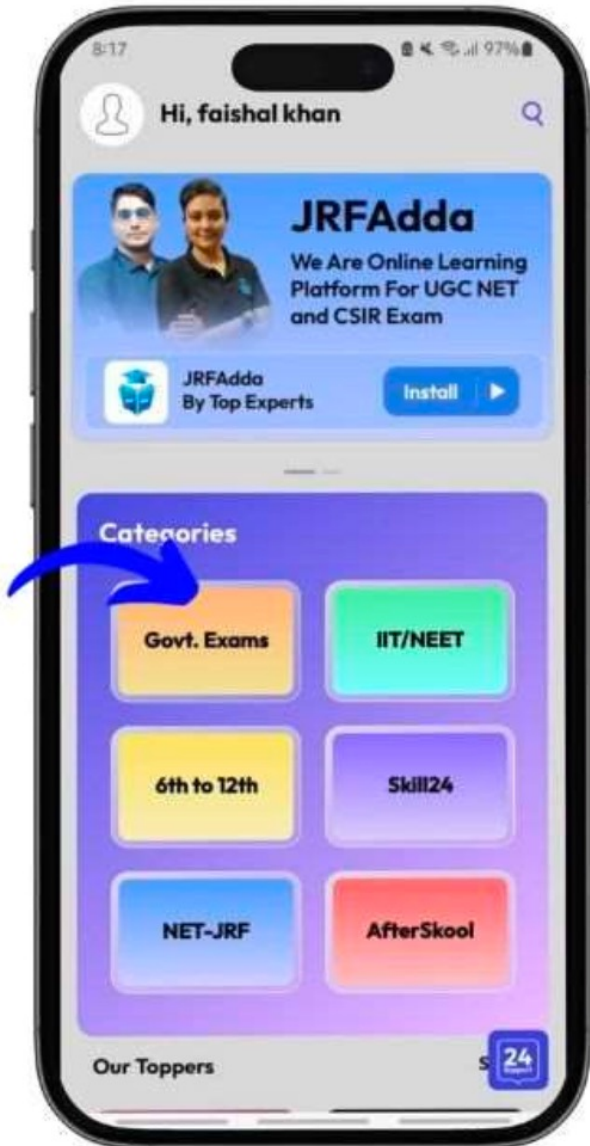 8:17
97%
Hi, faishal khan
JRFAdda
We Are Online Learning
Platform For UGC NET
and CSIR Exam
JRFAdda
By Top Experts
Install
Categories
Govt. Exams
IIT/NEET
6th to 12th
Skill24
NET-JRF
AfterSkool
Our Toppers
S
24
Support